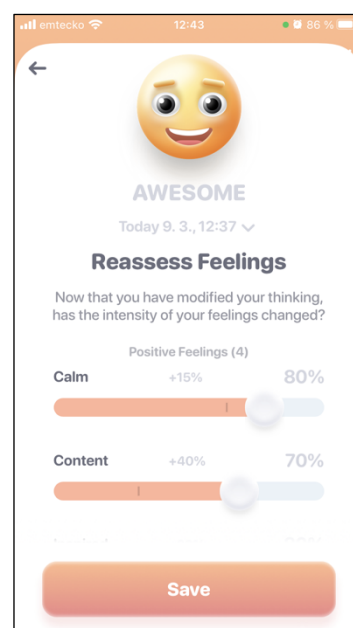 emtecko 12:43 86 %
AWESOME
Today 9. 3., 12:37
Reassess Feelings
Now that you have modified your thinking,
has the intensity of your feelings changed?
Positive Feelings (4)
Calm +15% 80%
Content +40% 70%
Save